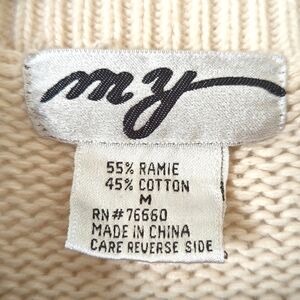 my
55% RAMIE
45% COTTON
M
RN#76660
MADE IN CHINA
CARE REVERSE SIDE